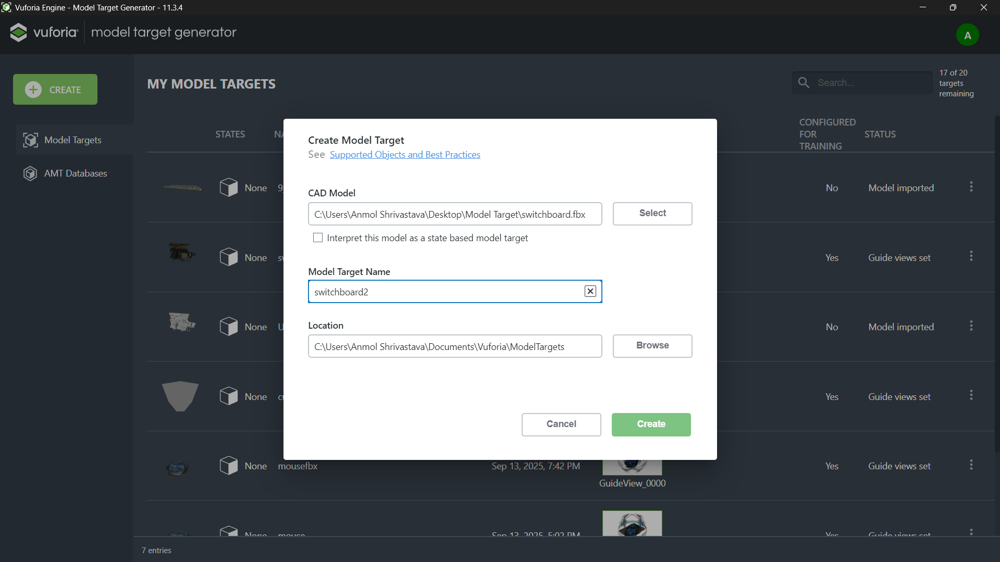 Vuforia Engine - Model Target Generator - 11.3.4
vuforia model target generator
A
CREATE
MY MODEL TARGETS
Search...
17 of 20
targets
remaining
Model Targets
AMT Databases
STATES
CONFIGURED
FOR
TRAINING
STATUS
Create Model Target
See Supported Objects and Best Practices
CAD Model
C:\Users\Anmol Shrivastava\Desktop\Model Target\switchboard.fbx
Select
Interpret this model as a state based model target
Model Target Name
switchboard2
Location
C:\Users\Anmol Shrivastava\Documents\Vuforia\ModelTargets
Browse
Cancel
Create
None
No
Model imported
None
Yes
Guide views set
None
No
Model imported
None
Yes
Guide views set
None
mousefbx
Sep 13, 2025, 7:42 PM
GuideView_0000
Yes
Guide views set
None
mouse
Sep 13, 2025, 5:02 PM
Yes
Guide views set
7 entries